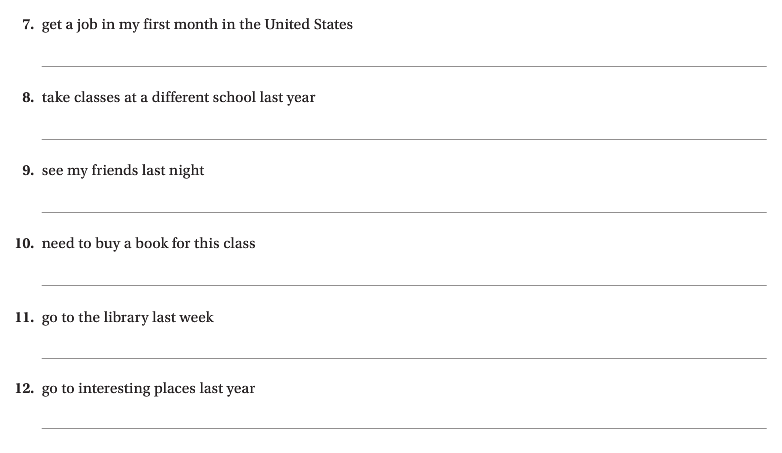 7. get a job in my first month in the United States
8. take classes at a different school last year
9. see my friends last night
10. need to buy a book for this class
11. go to the library last week
12. go to interesting places last year